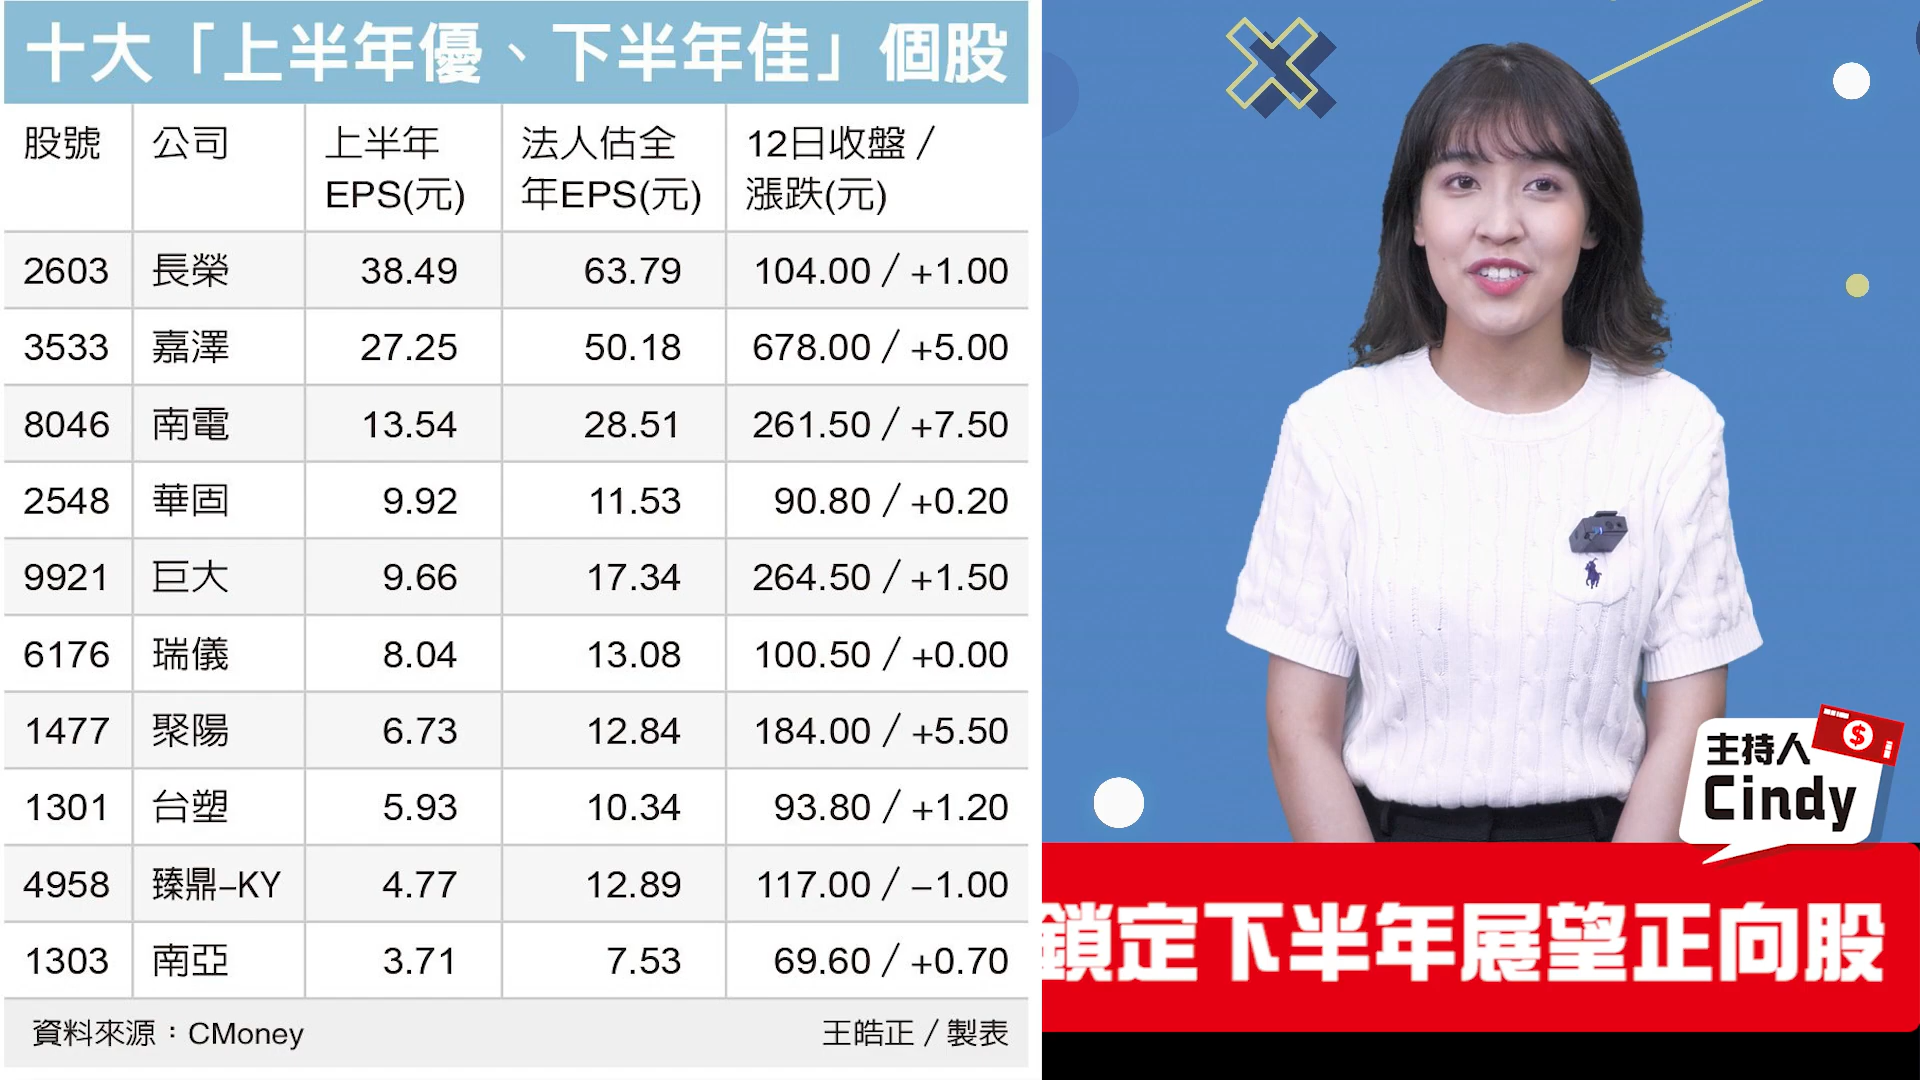 十大「上半年優、下半年佳」個股
股號 公司 上半年EPS(元) 法人估全年EPS(元) 12日收盤/漲跌(元)
2603 長榮 38.49 63.79 104.00/+1.00
3533 嘉澤 27.25 50.18 678.00/+5.00
8046 南電 13.54 28.51 261.50/+7.50
2548 華固 9.92 11.53 90.80/+0.20
9921 巨大 9.66 17.34 264.50/+1.50
6176 瑞儀 8.04 13.08 100.50/+0.00
1477 聚陽 6.73 12.84 184.00/+5.50
1301 台塑 5.93 10.34 93.80/+1.20
4958 臻鼎-KY 4.77 12.89 117.00/-1.00
1303 南亞 3.71 7.53 69.60/+0.70
資料來源：CMoney 王皓正/製表
$
主持人
Cindy
鎖定下半年展望正向股